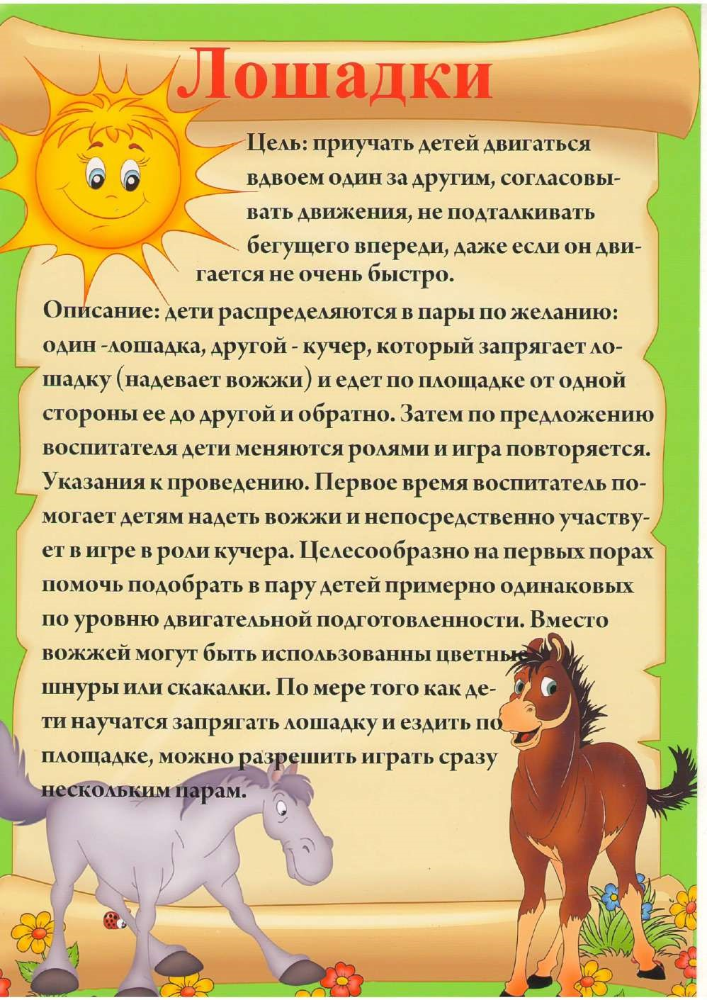 Лошадки
Цель: приучать детей двигаться
вдвоем один за другим, согласовы-
вать движения, не подталкивать
бегущего впереди, даже если он дви-
гается не очень быстро.
Описание: дети распределяются в пары по желанию:
один -лошадка, другой - кучер, который запрягает ло-
шадку (надевает вожжи) и едет по площадке от одной
стороны ее до другой и обратно. Затем по предложению
воспитателя дети меняются ролями и игра повторяется.
Указания к проведению. Первое время воспитатель по-
могает детям надеть вожжи и непосредственно участву-
ет в игре в роли кучера. Целесообразно на первых порах
помочь подобрать в пару детей примерно одинаковых
по уровню двигательной подготовленности. Вместо
вожжей могут быть использованны цветные
шнуры или скакалки. По мере того как де-
ти научатся запрягать лошадку и ездить по
площадке, можно разрешить играть сразу
нескольким парам.